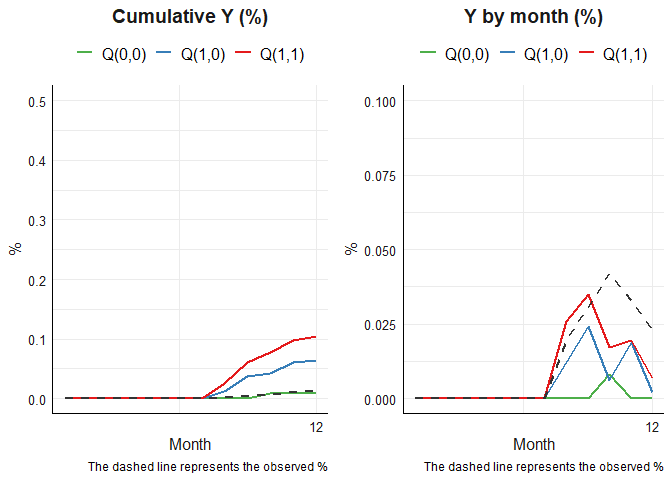 Cumulative Y (%)
Q(0,0) Q(1,0) Q(1,1)
0.5
0.4
0.3
0.2
0.1
0.0
%
12
Month
The dashed line represents the observed %
Y by month (%)
Q(0,0) Q(1,0) Q(1,1)
0.100
0.075
0.050
0.025
0.000
%
12
Month
The dashed line represents the observed %